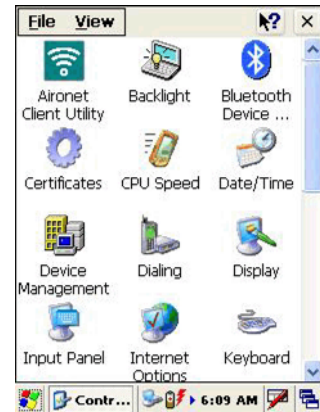 File View
?
Aironet Backlight Bluetooth
Client Utility Device ...
Certificates CPU Speed Date/Time
Device Dialing Display
Management
Input Panel Internet Keyboard
Options
Contr... 6:09 AM